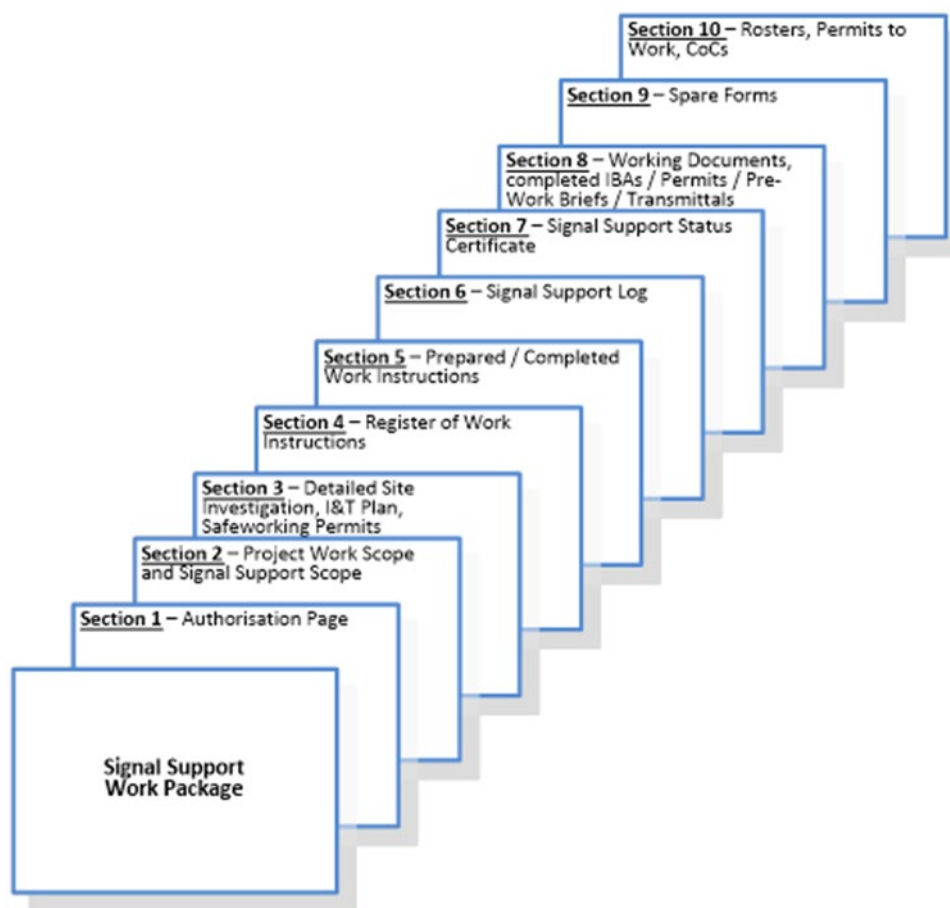 Section 10 – Rosters, Permits to
Work, CoCs
Section 9 – Spare Forms
Section 8 – Working Documents,
completed IBAs / Permits / Pre-
Work Briefs / Transmittals
Section 7 – Signal Support Status
Certificate
Section 6 – Signal Support Log
Section 5 – Prepared / Completed
Work Instructions
Section 4 – Register of Work
Instructions
Section 3 – Detailed Site
Investigation, I&T Plan,
Safeworking Permits
Section 2 – Project Work Scope
and Signal Support Scope
Section 1 – Authorisation Page
Signal Support
Work Package